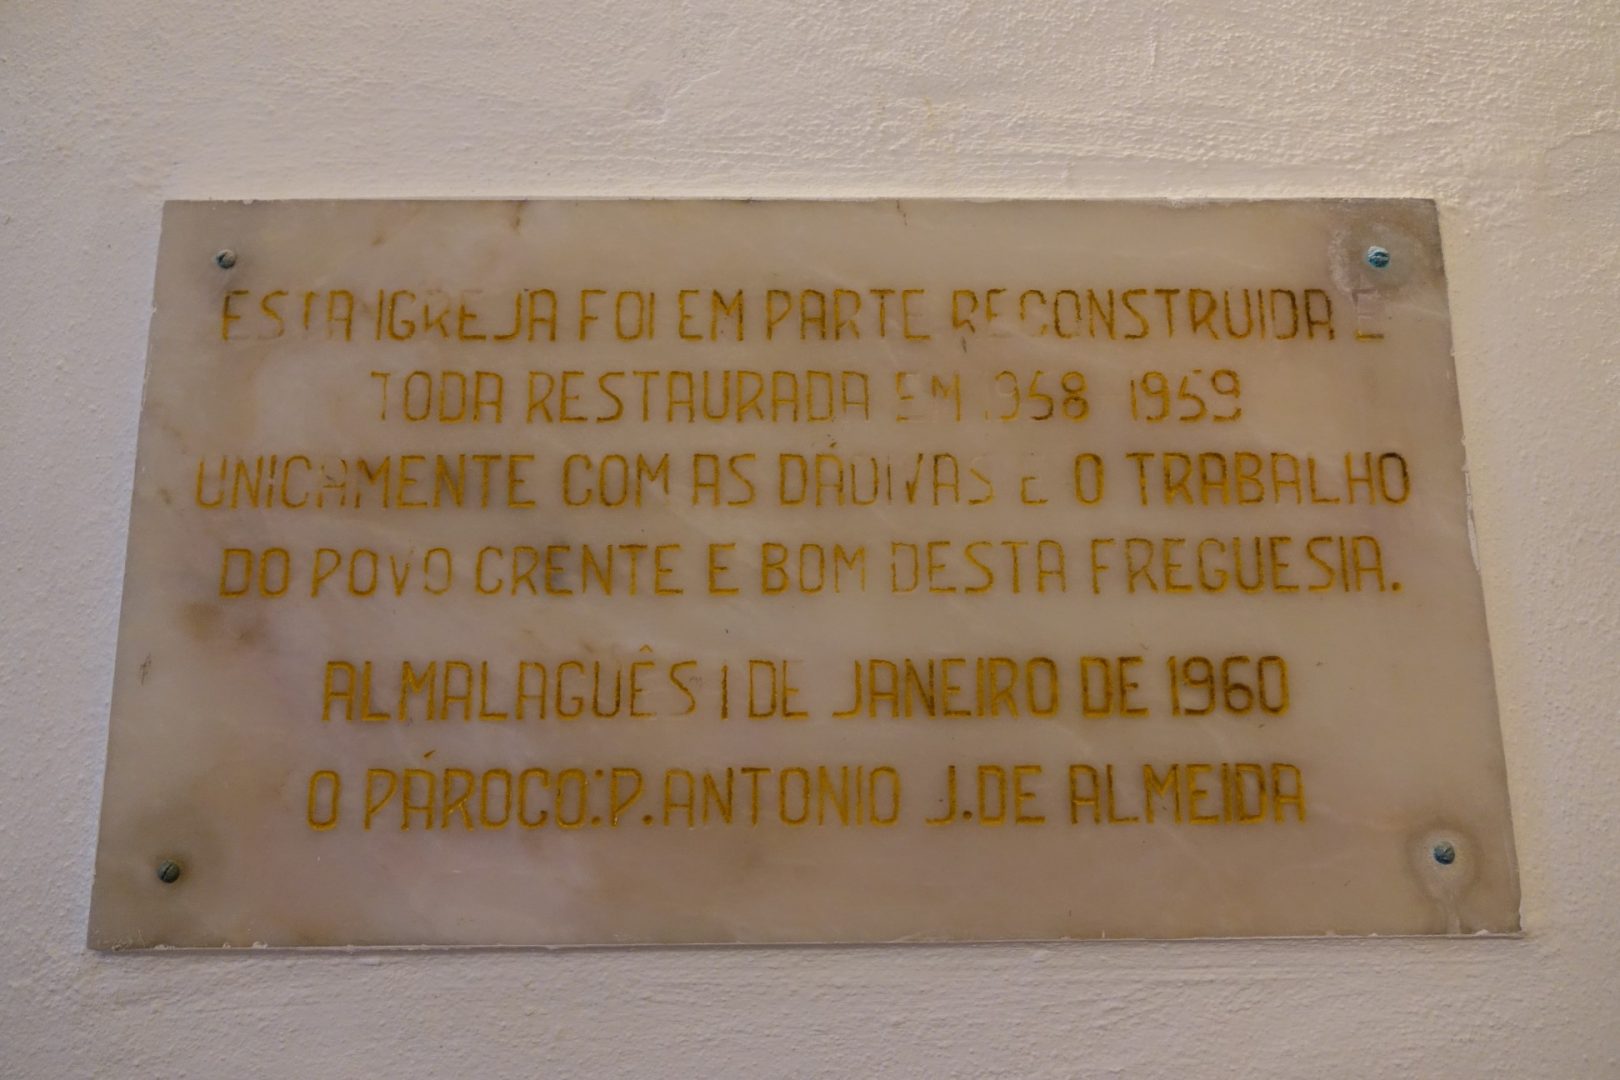 ESTA IGREJA FOI EM PARTE RECONSTRUIDA E
TODA RESTAURADA EM 1958 1959
UNICAMENTE COM AS DÁDIVAS E O TRABALHO
DO POVO CRENTE E BOM DESTA FREGUESIA.
ALMALAGUÊS 1 DE JANEIRO DE 1960
O PÁROCO: P. ANTONIO J. DE ALMEIDA